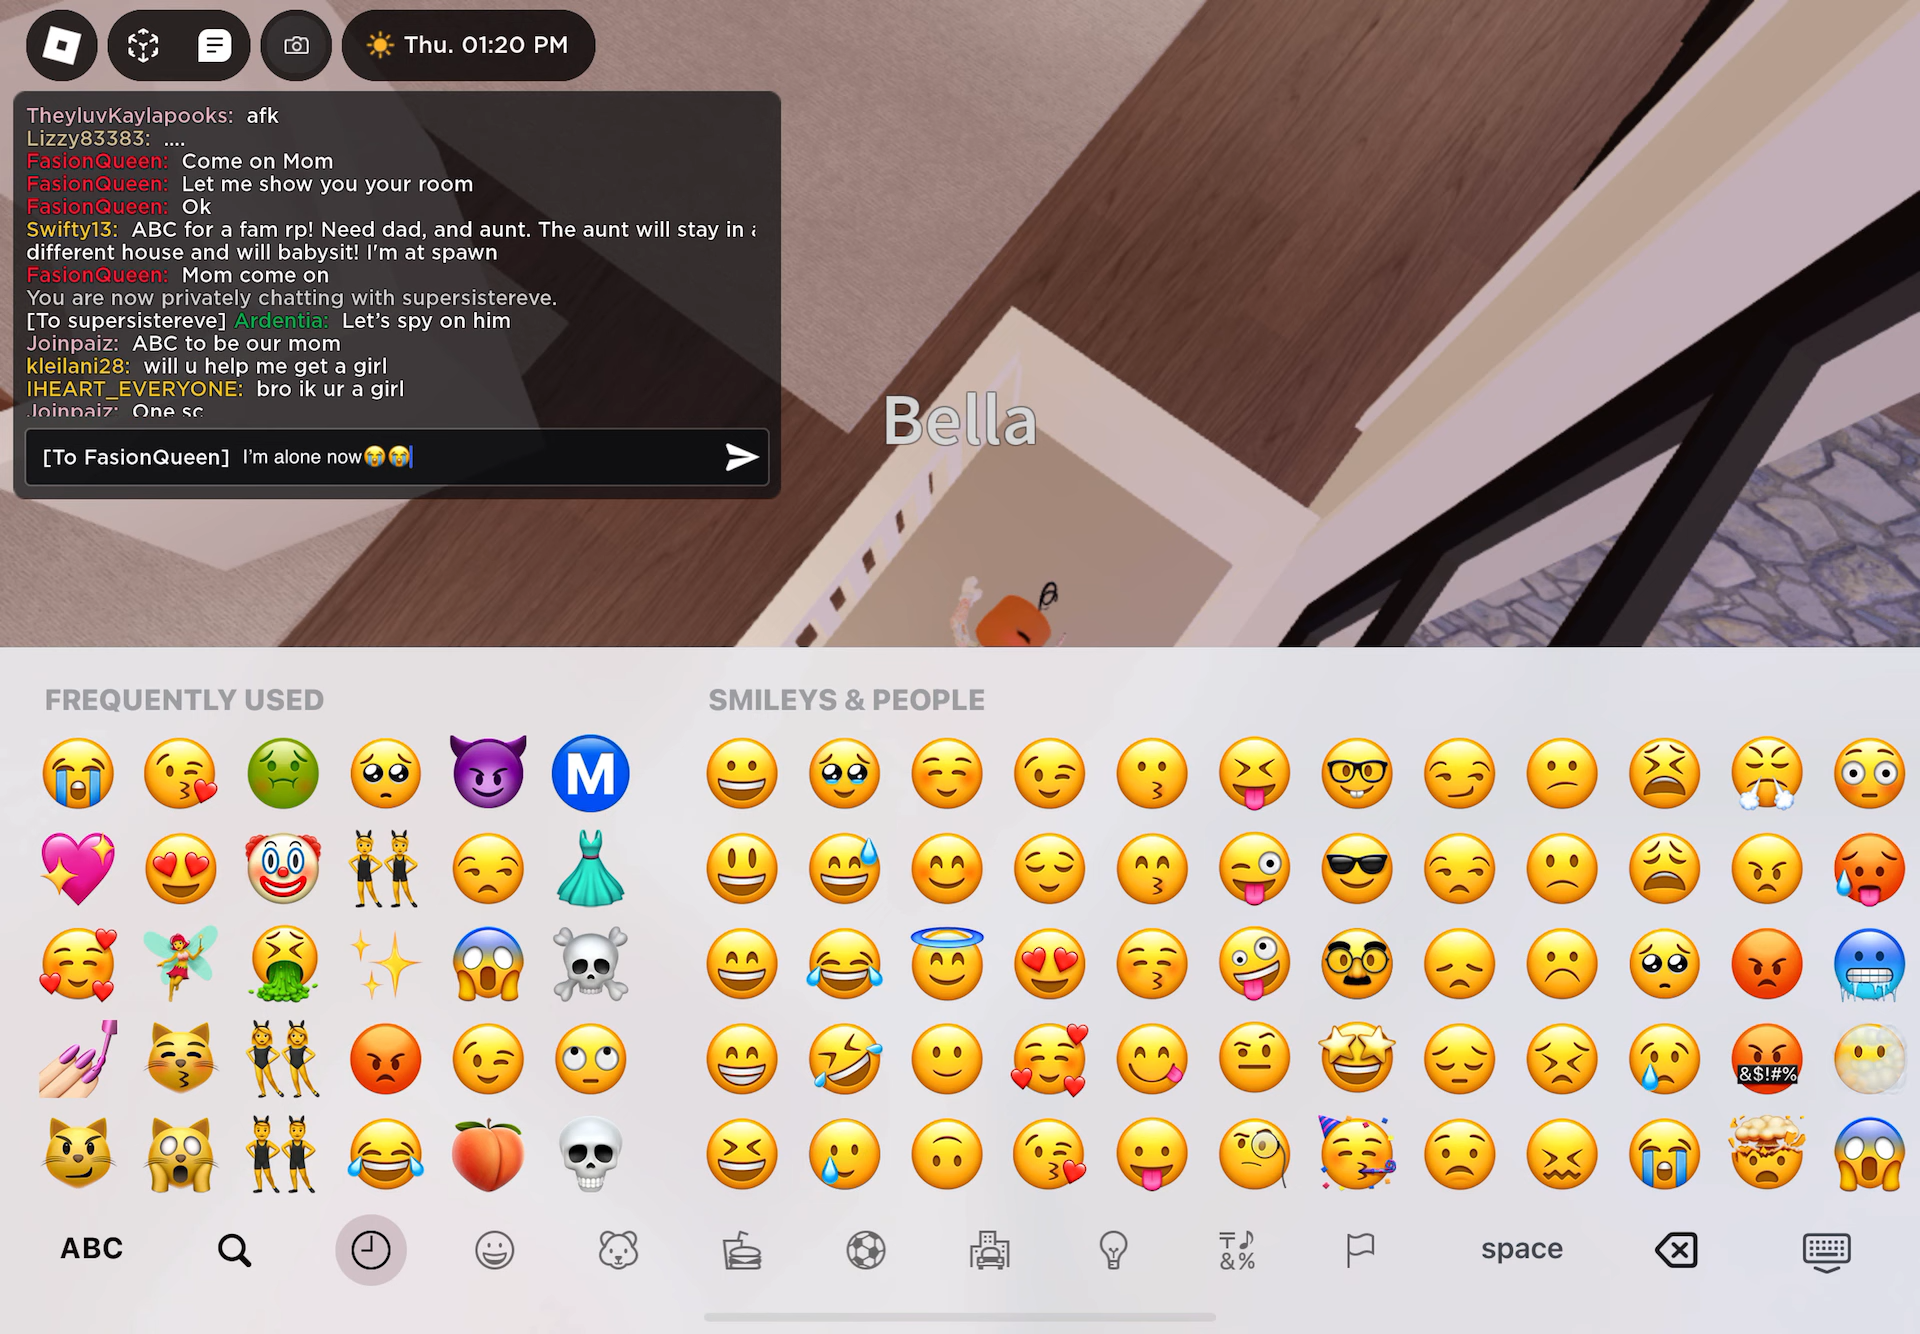 Thu. 01:20 PM
TheyluvKaylapooks: afk
Lizzy83383: ....
FasionQueen: Come on Mom
FasionQueen: Let me show you your room
FasionQueen: Ok
Swifty13: ABC for a fam rp! Need dad, and aunt. The aunt will stay in a
different house and will babysit! I'm at spawn
FasionQueen: Mom come on
You are now privately chatting with supersistereve.
[To supersistereve] Ardentia: Let's spy on him
Joinpaiz: ABC to be our mom
kleilani28: will u help me get a girl
IHEART_EVERYONE: bro ik ur a girl
Joinpaiz: One sc
[To FasionQueen] I'm alone now😭😭
Bella
FREQUENTLY USED
SMILEYS & PEOPLE
M
&$!#%
ABC
space